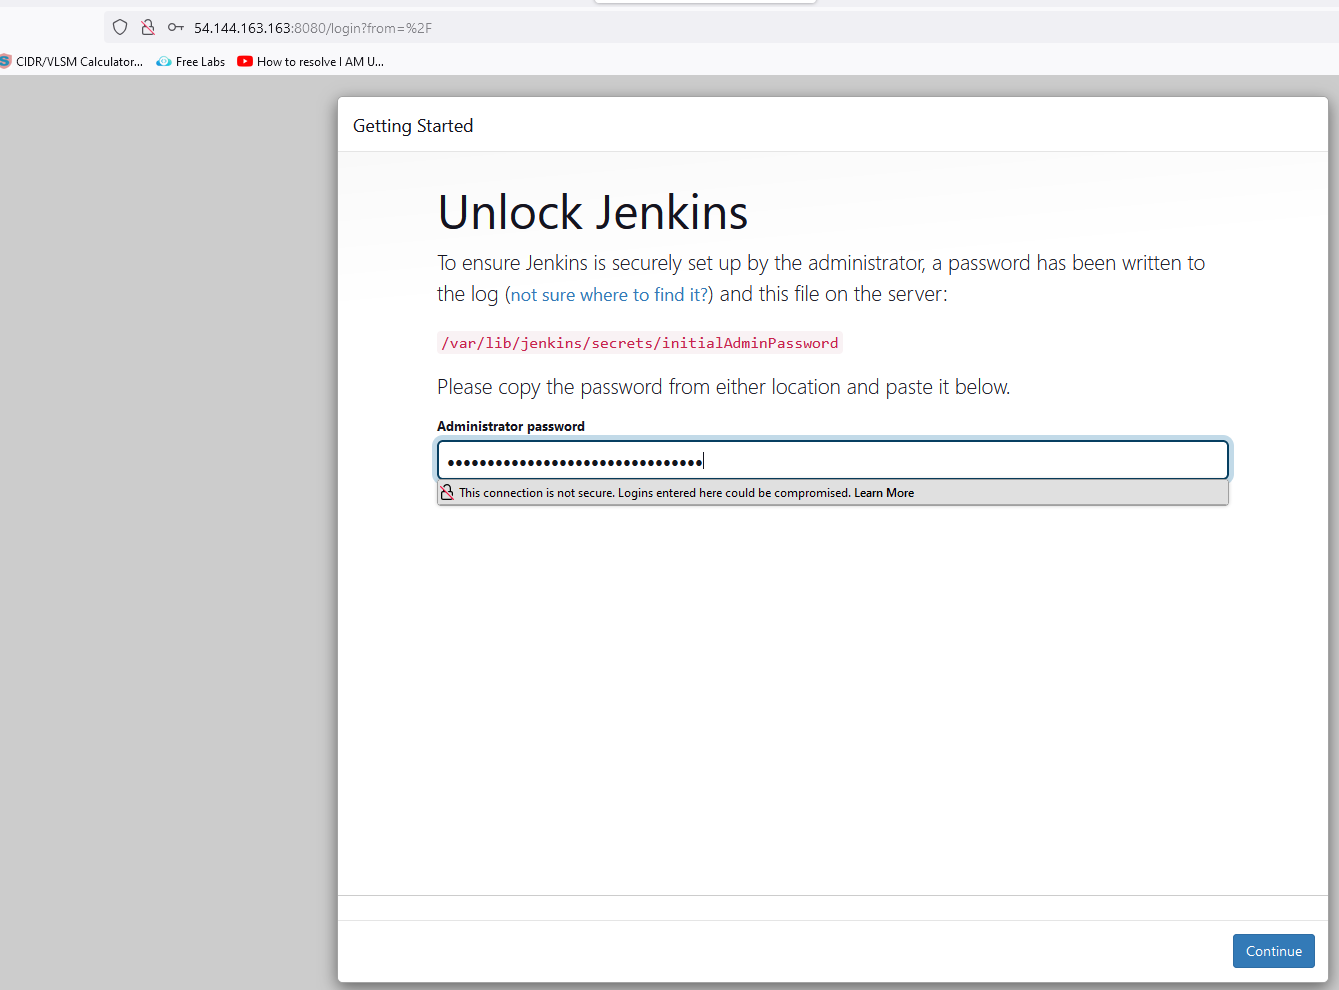 54.144.163.163:8080/login?from=%2F
CIDR/VLSM Calculator... Free Labs How to resolve I AM U...
Getting Started
Unlock Jenkins
To ensure Jenkins is securely set up by the administrator, a password has been written to
the log (not sure where to find it?) and this file on the server:
/var/lib/jenkins/secrets/initialAdminPassword
Please copy the password from either location and paste it below.
Administrator password
••••••••••••••••••••••••••••••••
This connection is not secure. Logins entered here could be compromised. Learn More
Continue